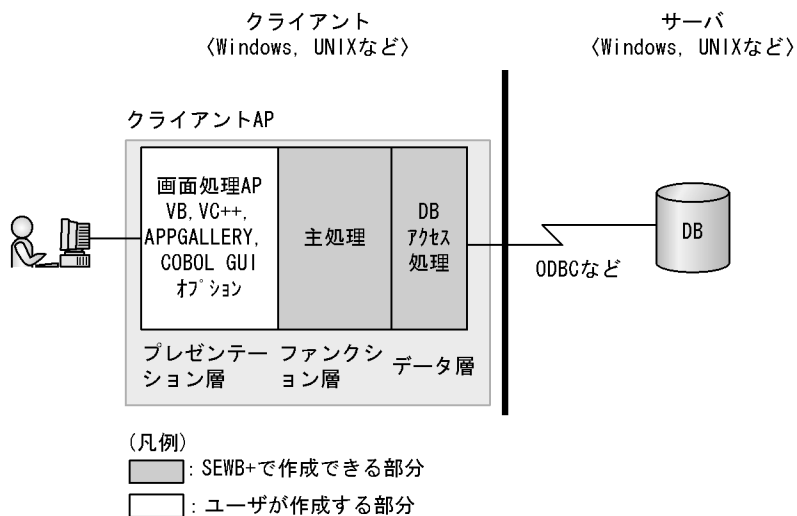 クライアント
〈Windows, UNIXなど〉
サーバ
〈Windows, UNIXなど〉
クライアントAP
画面処理AP
VB,VC++,
APPGALLERY,
COBOL GUI
ｵﾌﾟｼｮﾝ
主処理
DB
ｱｸｾｽ
処理
DB
ODBCなど
プレゼンテー
ション層
ファンクシ
ョン層
データ層
(凡例)
: SEWB+で作成できる部分
: ユーザが作成する部分